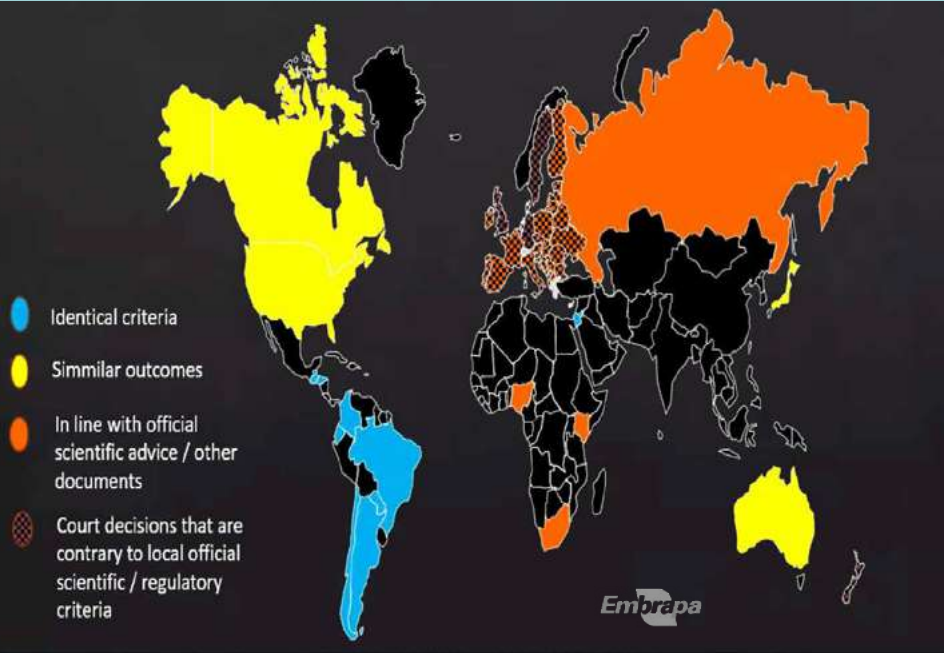 Identical criteria
Simmilar outcomes
In line with official
scientific advice / other
documents
Court decisions that are
contrary to local official
scientific / regulatory
criteria
Embrapa